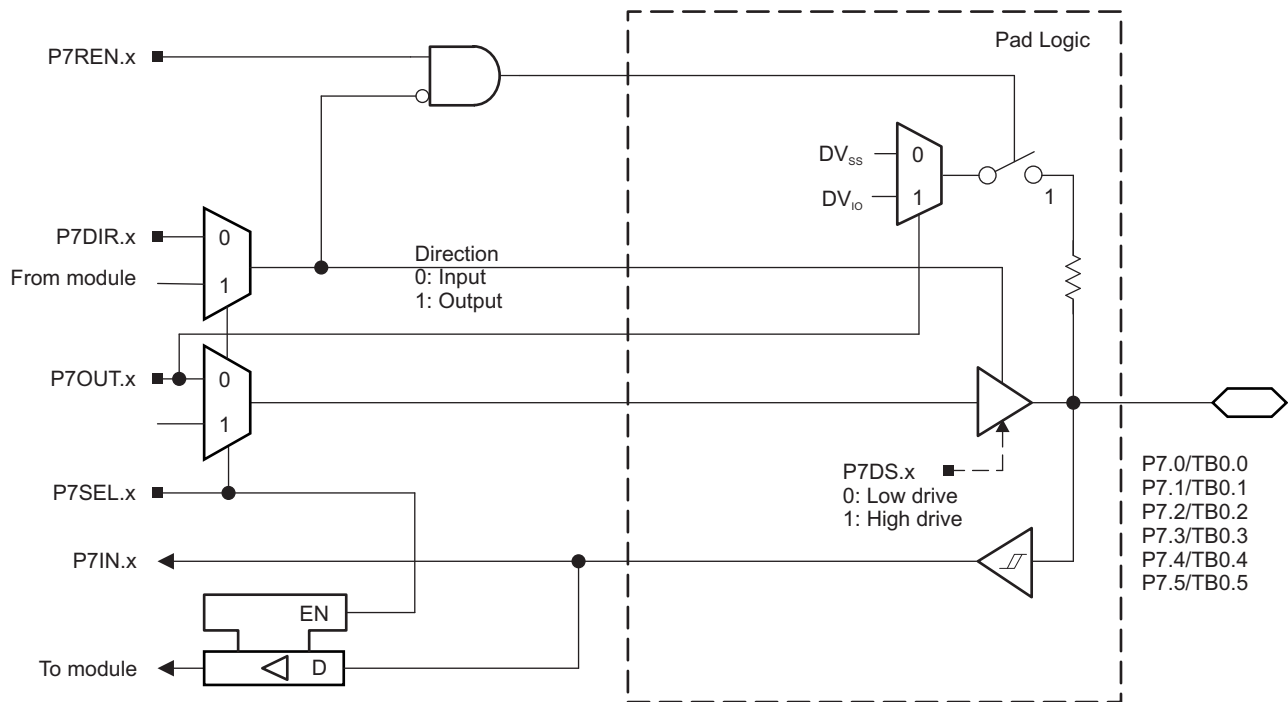 Pad Logic
P7REN.x
DVSS
0
DVIO
1
1
P7DIR.x
0
From module
1
Direction
0: Input
1: Output
P7OUT.x
0
1
P7DS.x
0: Low drive
1: High drive
P7SEL.x
P7.0/TB0.0
P7.1/TB0.1
P7.2/TB0.2
P7.3/TB0.3
P7.4/TB0.4
P7.5/TB0.5
P7IN.x
EN
To module
D